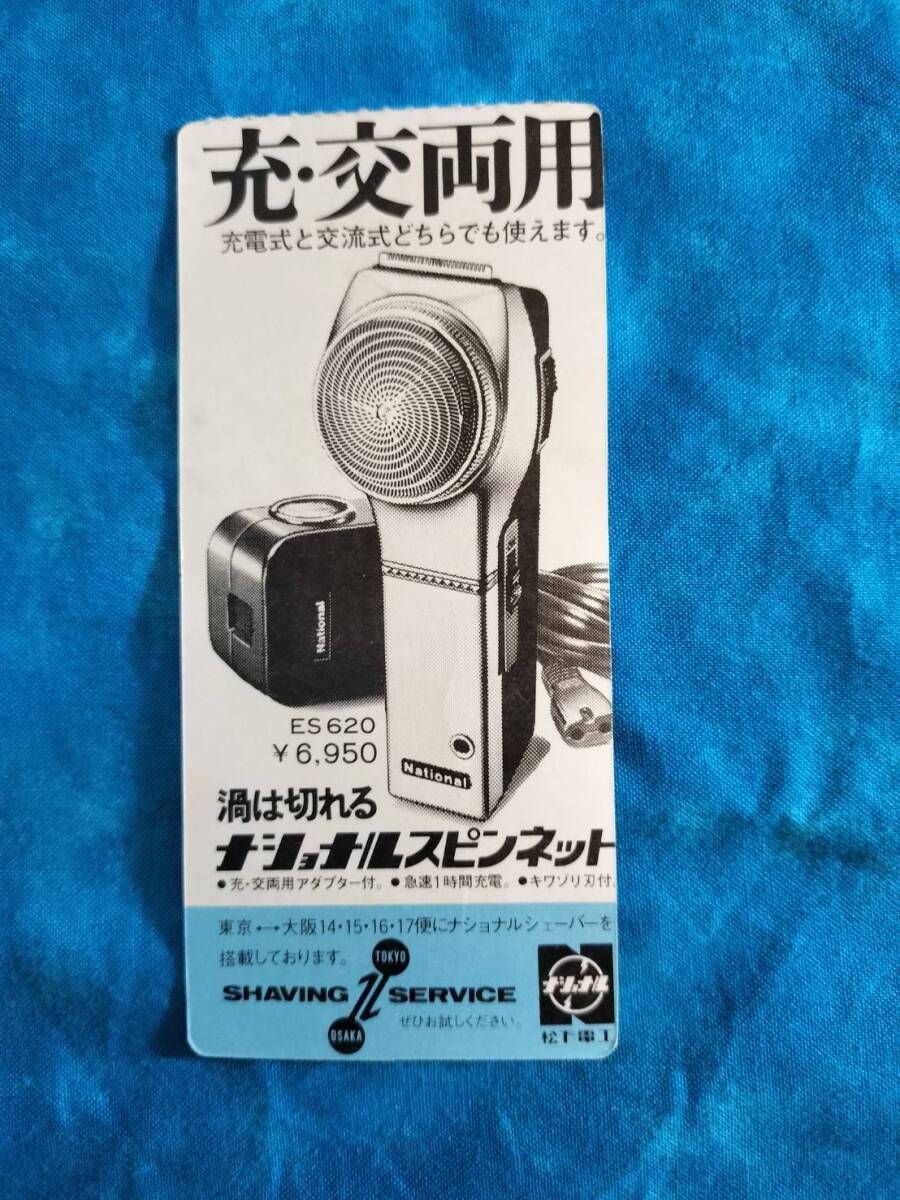 充・交両用
充電式と交流式どちらでも使えます。
National
ES620
¥6,950
National
渦は切れる
ナショナルスピンネット
●充・交両用アダプター付。●急速1時間充電。●キワゾリ刃付。
東京⟷大阪14・15・16・17便にナショナルシェーバーを
搭載しております。
TOKYO
SHAVING SERVICE
OSAKA
ぜひお試しください。
ナショナル
松下電工